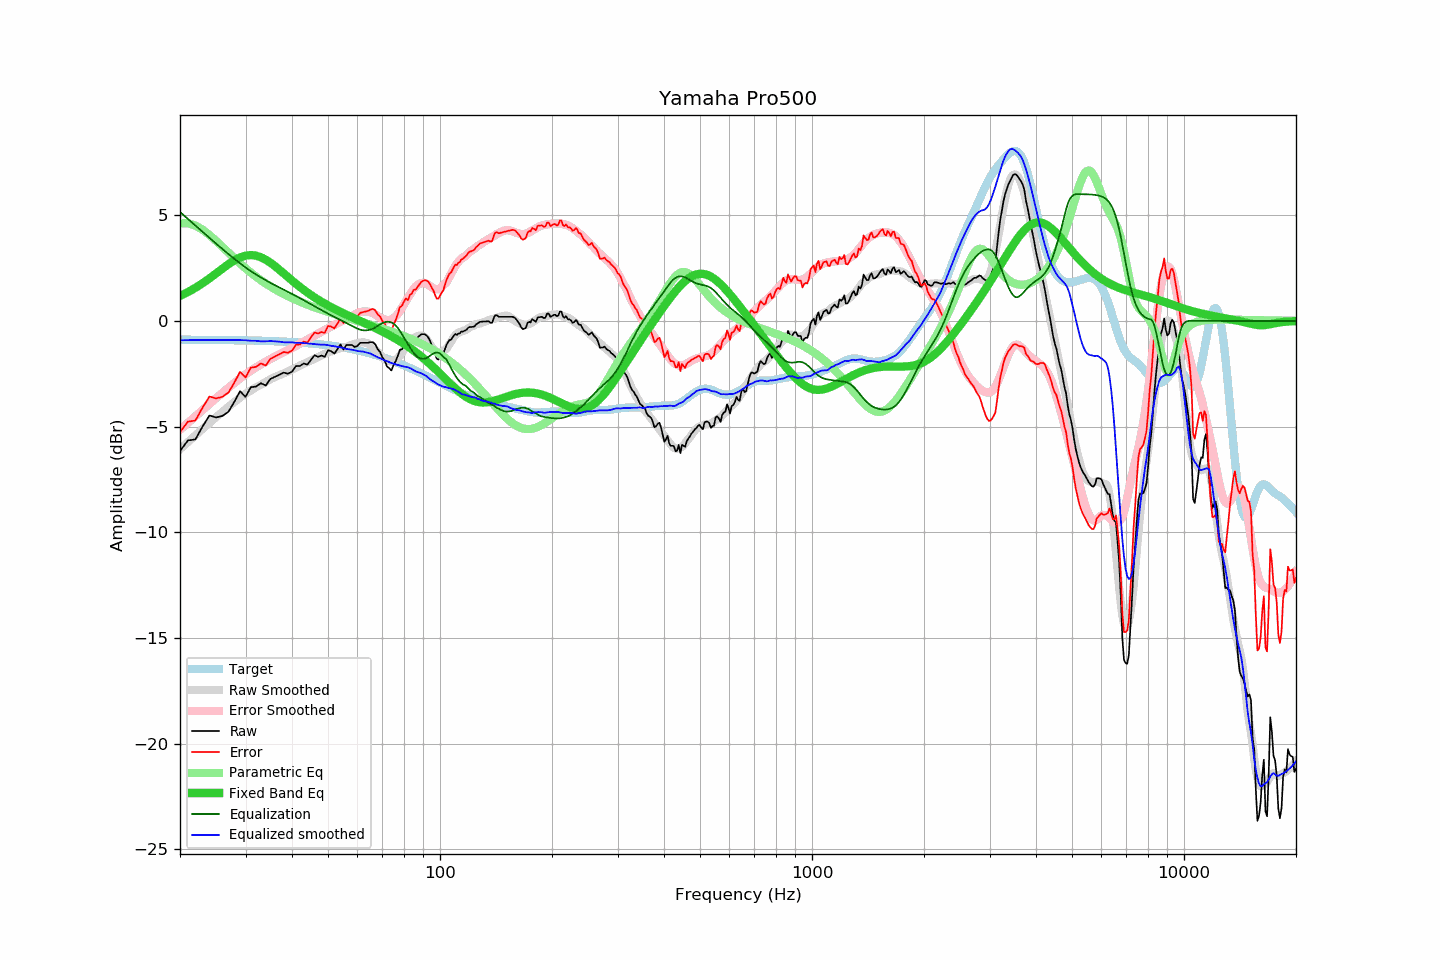 Yamaha Pro500
5
0
−5
−10
−15
−20
−25
Amplitude (dBr)
Target
Raw Smoothed
Error Smoothed
Raw
Error
Parametric Eq
Fixed Band Eq
Equalization
Equalized smoothed
100
1000
10000
Frequency (Hz)